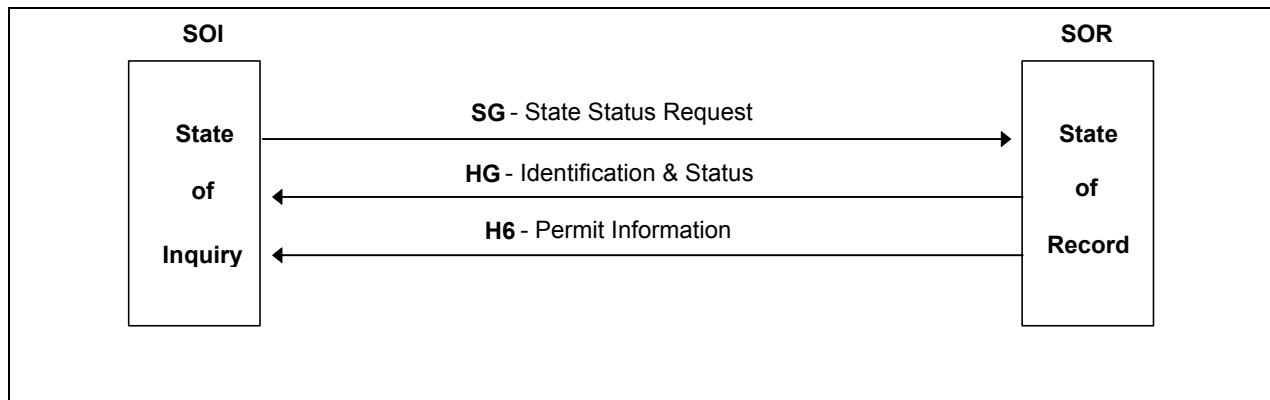 SOI
SOR
SG - State Status Request
State
of
Inquiry
HG - Identification & Status
H6 - Permit Information
State
of
Record